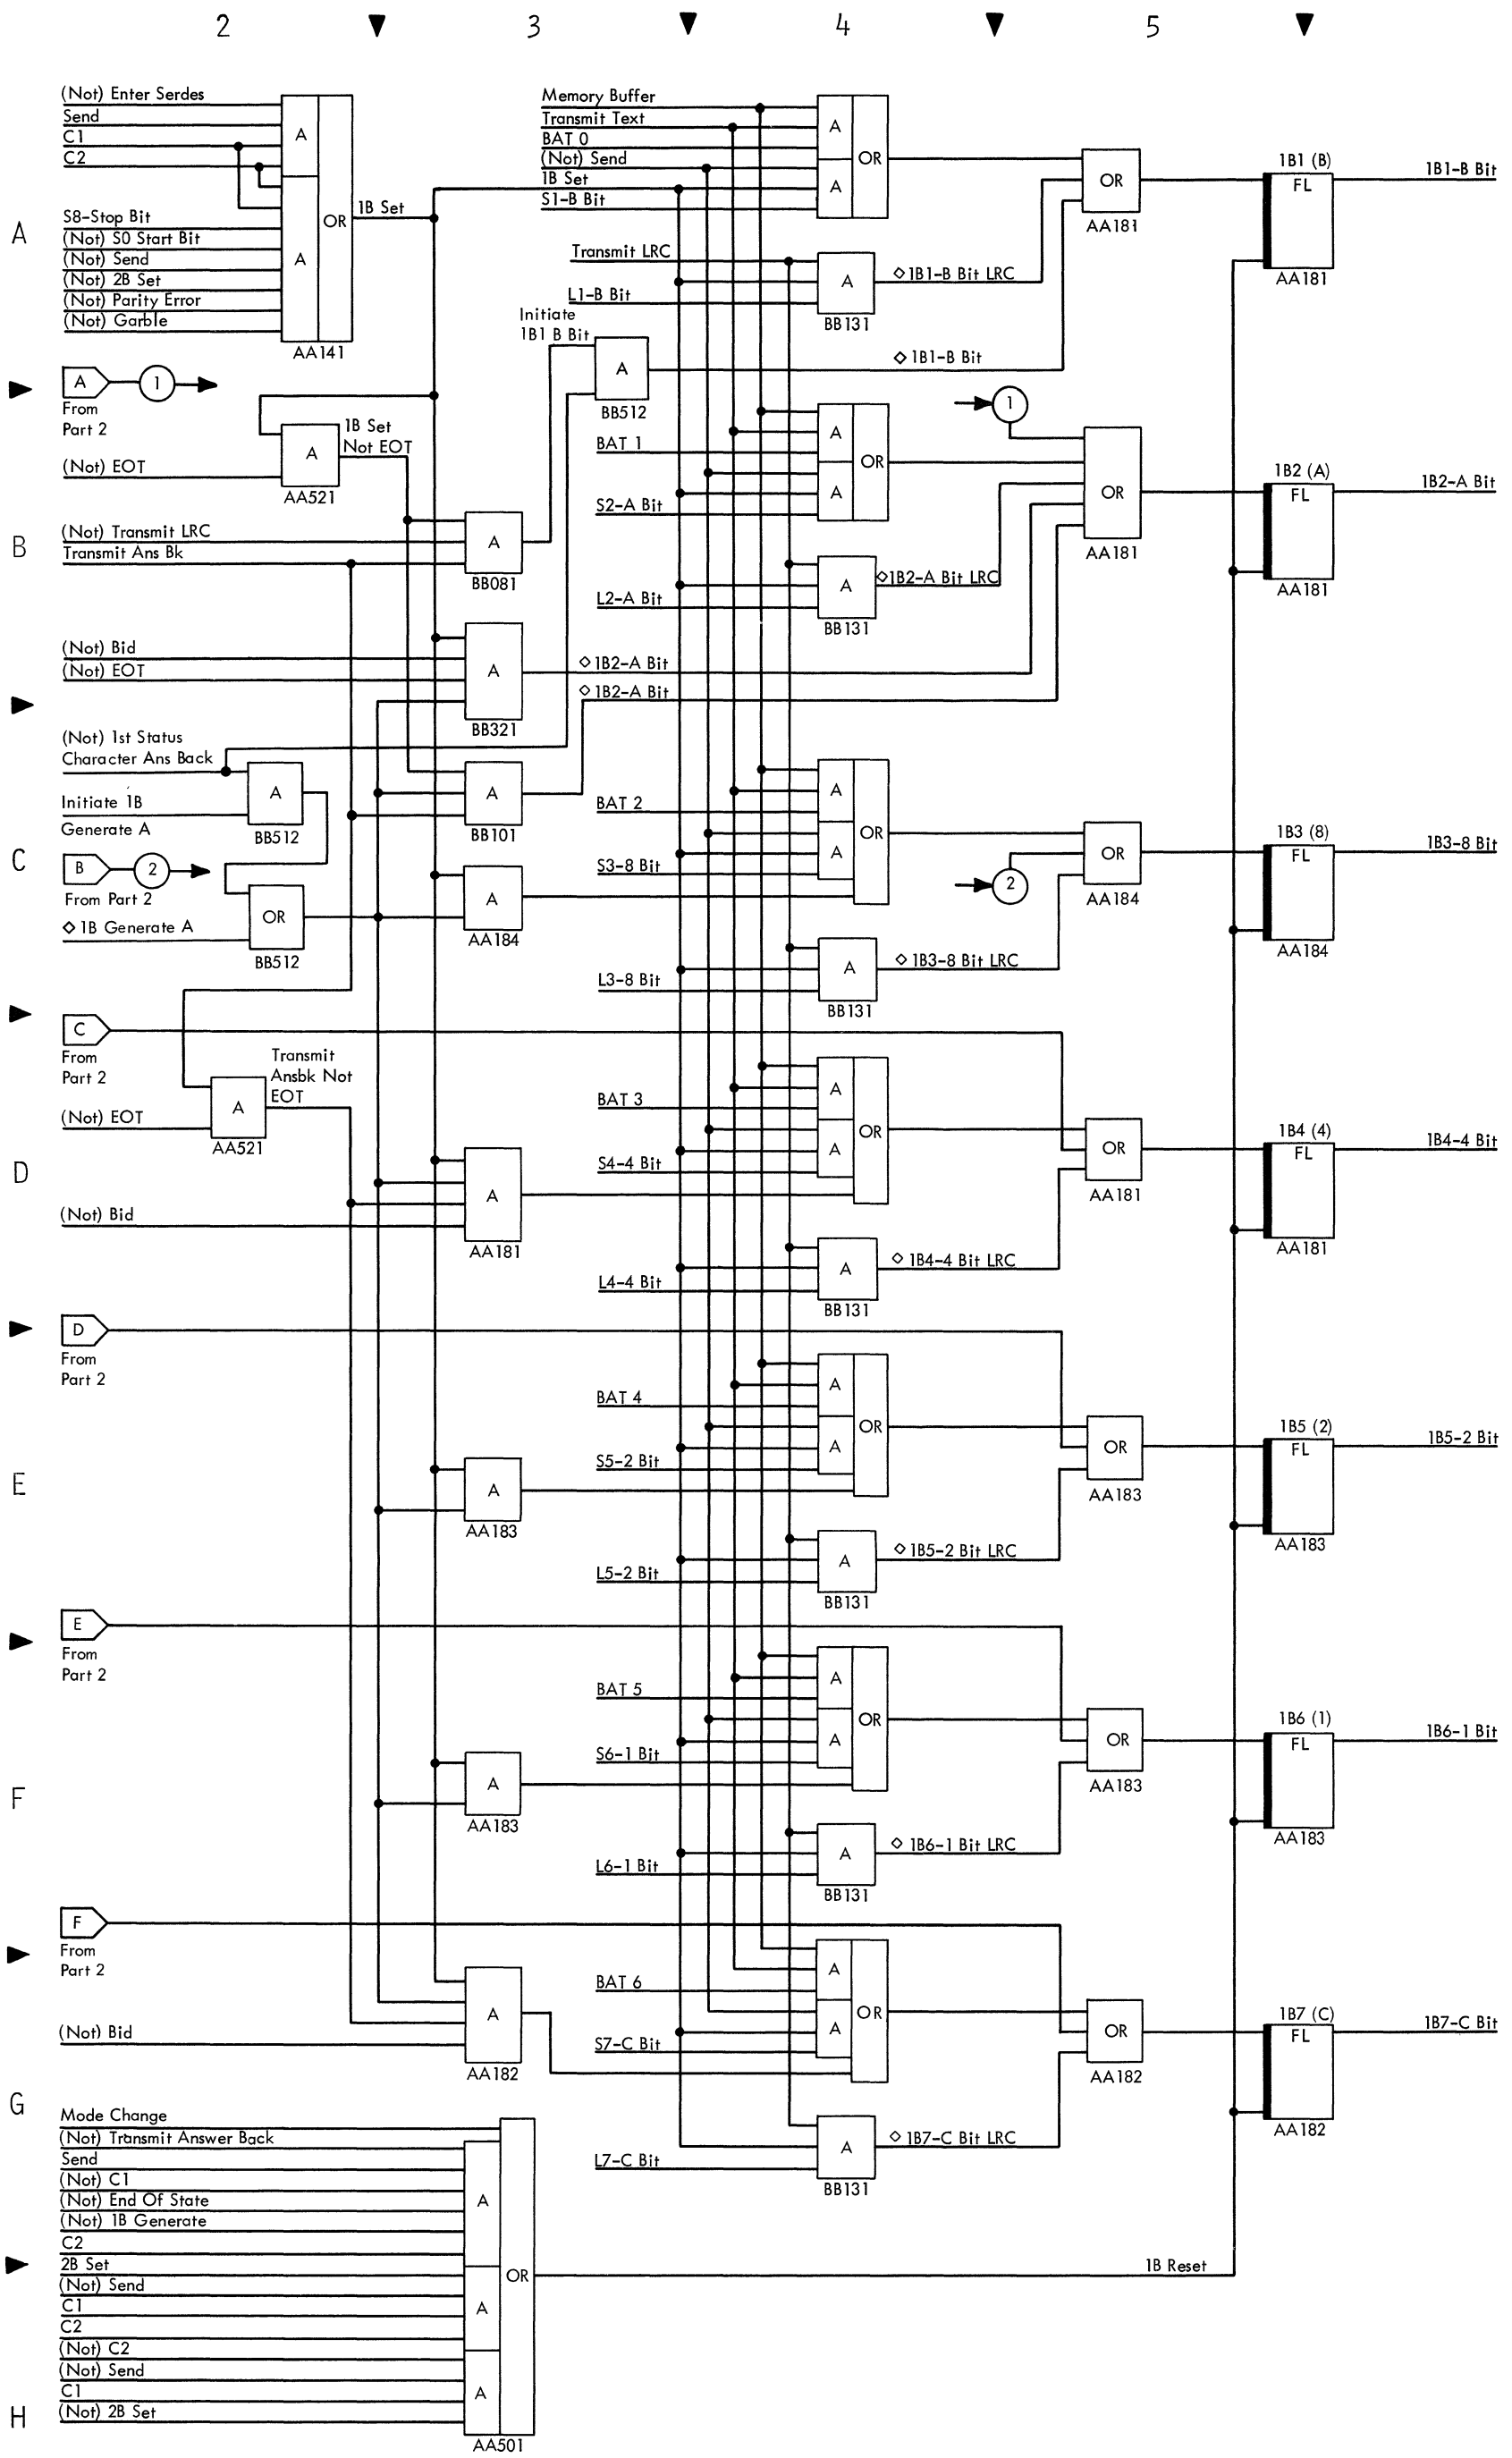 2 3 4 5
(Not) Enter Serdes
Send
C1
C2
S8-Stop Bit
(Not) S0 Start Bit
(Not) Send
(Not) 2B Set
(Not) Parity Error
(Not) Garble
A
A
OR
AA141
1B Set
A
Memory Buffer
Transmit Text
BAT 0
(Not) Send
1B Set
S1-B Bit
A
A
OR
OR
AA181
1B1 (B)
FL
AA181
1B1-B Bit
Transmit LRC
L1-B Bit
A
BB131
◇ 1B1-B Bit LRC
Initiate
1B1 B Bit
A
BB512
◇ 1B1-B Bit
A
1
From
Part 2
(Not) EOT
A
AA521
1B Set
Not EOT
B
(Not) Transmit LRC
Transmit Ans Bk
A
BB081
BAT 1
S2-A Bit
A
A
OR
1
OR
AA181
1B2 (A)
FL
AA181
1B2-A Bit
L2-A Bit
A
BB131
◇1B2-A Bit LRC
(Not) Bid
(Not) EOT
A
BB321
◇ 1B2-A Bit
◇ 1B2-A Bit
(Not) 1st Status
Character Ans Back
Initiate 1B
Generate A
A
BB512
A
BB101
C
B
2
From Part 2
◇ 1B Generate A
OR
BB512
A
AA184
BAT 2
S3-8 Bit
A
A
OR
2
OR
AA184
1B3 (8)
FL
AA184
1B3-8 Bit
L3-8 Bit
A
BB131
◇ 1B3-8 Bit LRC
C
From
Part 2
(Not) EOT
A
AA521
Transmit
Ansbk Not
EOT
D
(Not) Bid
A
AA181
BAT 3
S4-4 Bit
A
A
OR
OR
AA181
1B4 (4)
FL
AA181
1B4-4 Bit
L4-4 Bit
A
BB131
◇ 1B4-4 Bit LRC
D
From
Part 2
E
A
AA183
BAT 4
S5-2 Bit
A
A
OR
OR
AA183
1B5 (2)
FL
AA183
1B5-2 Bit
L5-2 Bit
A
BB131
◇ 1B5-2 Bit LRC
E
From
Part 2
F
A
AA183
BAT 5
S6-1 Bit
A
A
OR
OR
AA183
1B6 (1)
FL
AA183
1B6-1 Bit
L6-1 Bit
A
BB131
◇ 1B6-1 Bit LRC
F
From
Part 2
(Not) Bid
A
AA182
BAT 6
S7-C Bit
A
A
OR
OR
AA182
1B7 (C)
FL
AA182
1B7-C Bit
L7-C Bit
A
BB131
◇ 1B7-C Bit LRC
G
Mode Change
(Not) Transmit Answer Back
Send
(Not) C1
(Not) End Of State
(Not) 1B Generate
C2
2B Set
(Not) Send
C1
C2
(Not) C2
(Not) Send
C1
(Not) 2B Set
A
A
A
OR
AA501
1B Reset
H